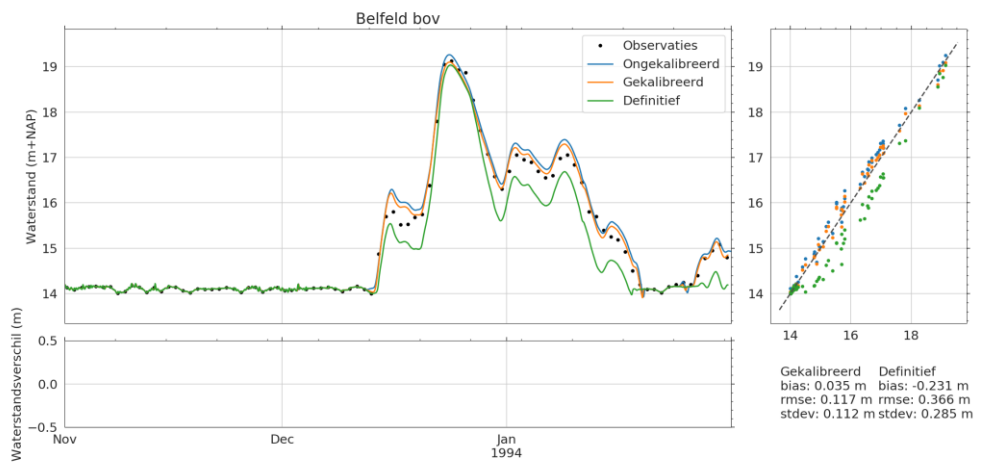 Belfeld bov
Waterstand (m+NAP)
19
18
17
16
15
14
Observaties
Ongekalibreerd
Gekalibreerd
Definitief
19
18
17
16
15
14
14 16 18
Waterstandsverschil (m)
0.5
0.0
−0.5
Nov Dec Jan
1994
Gekalibreerd Definitief
bias: 0.035 m bias: -0.231 m
rmse: 0.117 m rmse: 0.366 m
stdev: 0.112 m stdev: 0.285 m